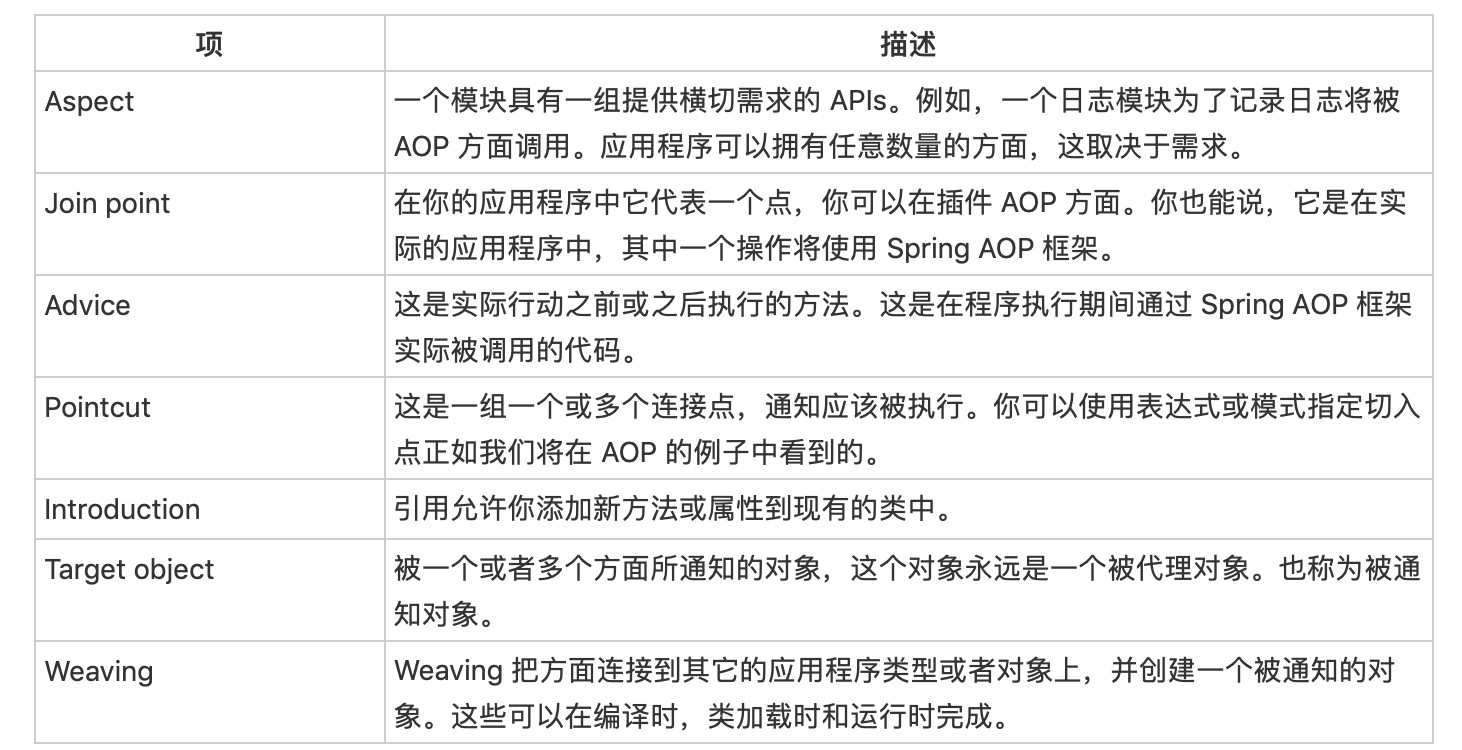 项 描述
Aspect 一个模块具有一组提供横切需求的 APIs。例如，一个日志模块为了记录日志将被
AOP 方面调用。应用程序可以拥有任意数量的方面，这取决于需求。
Join point 在你的应用程序中它代表一个点，你可以在插件 AOP 方面。你也能说，它是在实
际的应用程序中，其中一个操作将使用 Spring AOP 框架。
Advice 这是实际行动之前或之后执行的方法。这是在程序执行期间通过 Spring AOP 框架
实际被调用的代码。
Pointcut 这是一组一个或多个连接点，通知应该被执行。你可以使用表达式或模式指定切入
点正如我们将在 AOP 的例子中看到的。
Introduction 引用允许你添加新方法或属性到现有的类中。
Target object 被一个或者多个方面所通知的对象，这个对象永远是一个被代理对象。也称为被通
知对象。
Weaving Weaving 把方面连接到其它的应用程序类型或者对象上，并创建一个被通知的对
象。这些可以在编译时，类加载时和运行时完成。